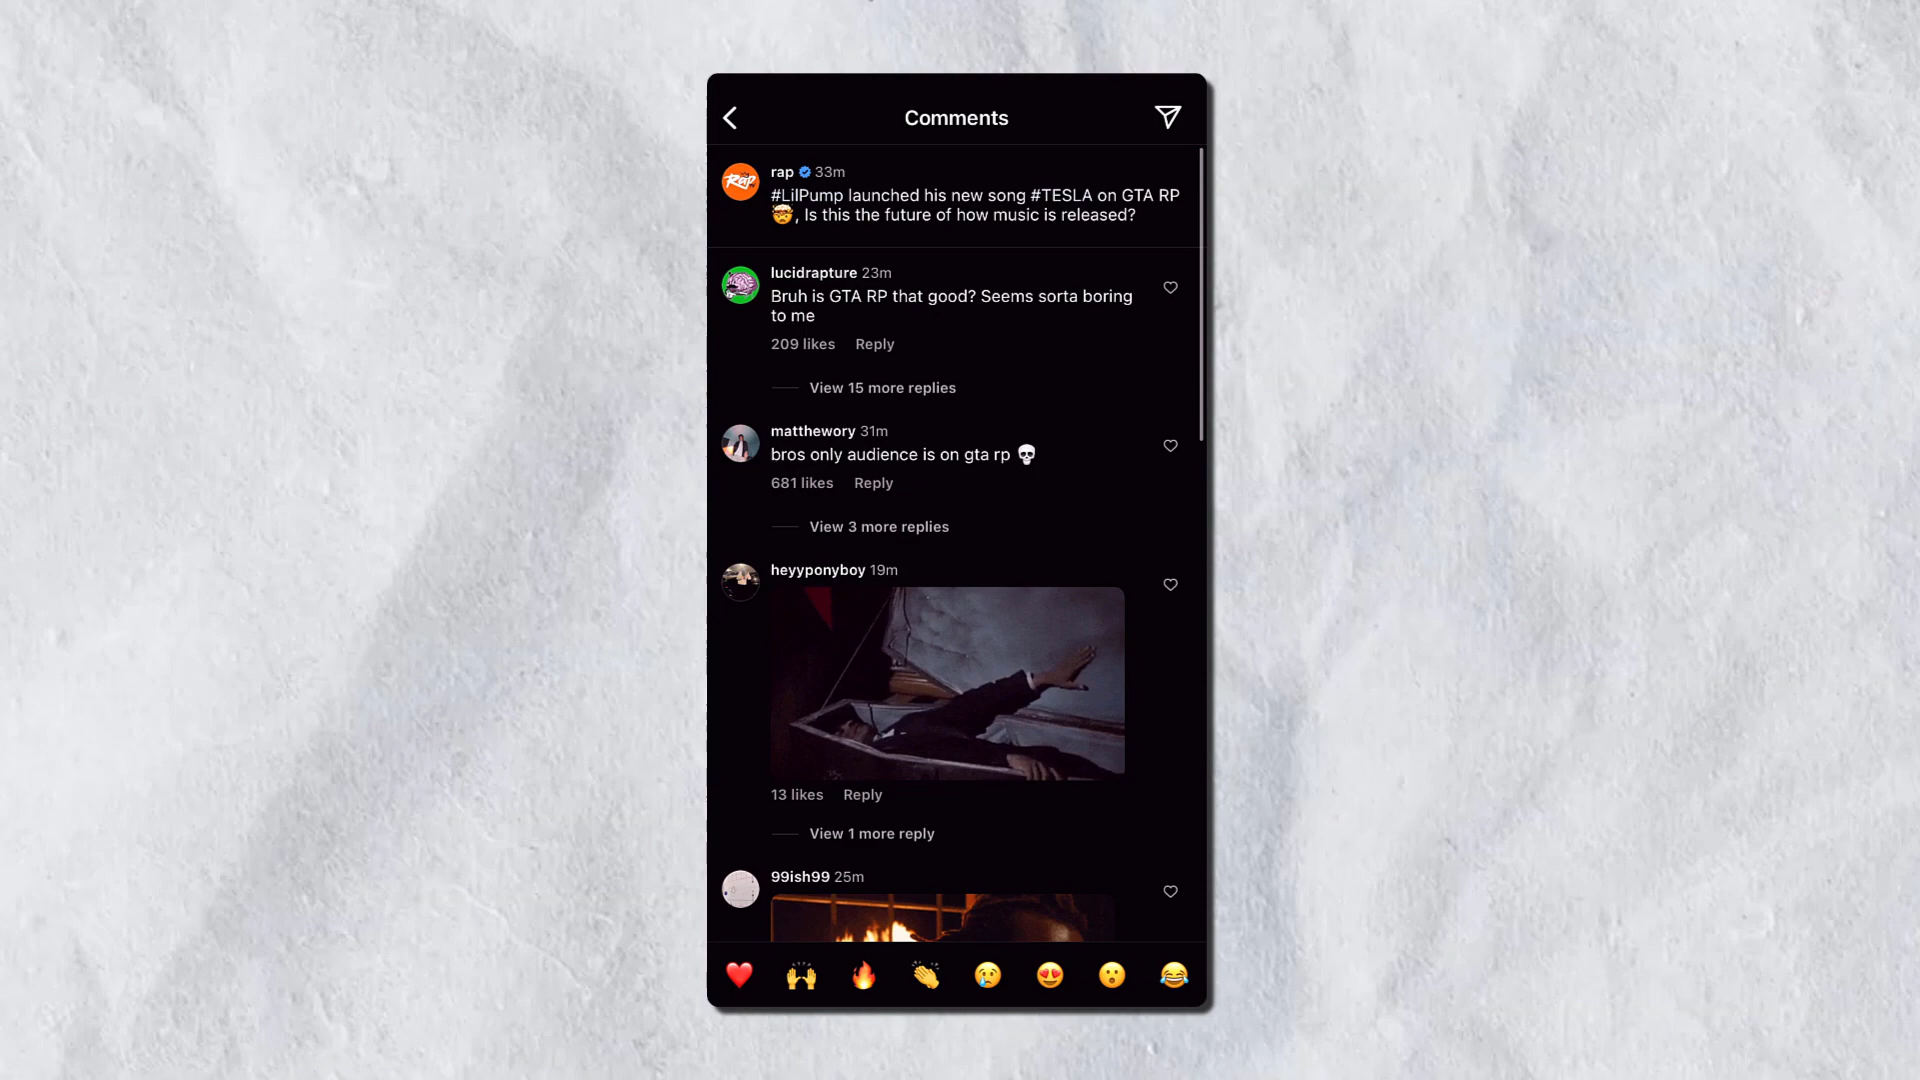 Comments
Rap
rap 33m
#LilPump launched his new song #TESLA on GTA RP
🤯, Is this the future of how music is released?
lucidrapture 23m
Bruh is GTA RP that good? Seems sorta boring
to me
209 likes Reply
View 15 more replies
matthewory 31m
bros only audience is on gta rp 💀
681 likes Reply
View 3 more replies
heyyponyboy 19m
13 likes Reply
View 1 more reply
99ish99 25m